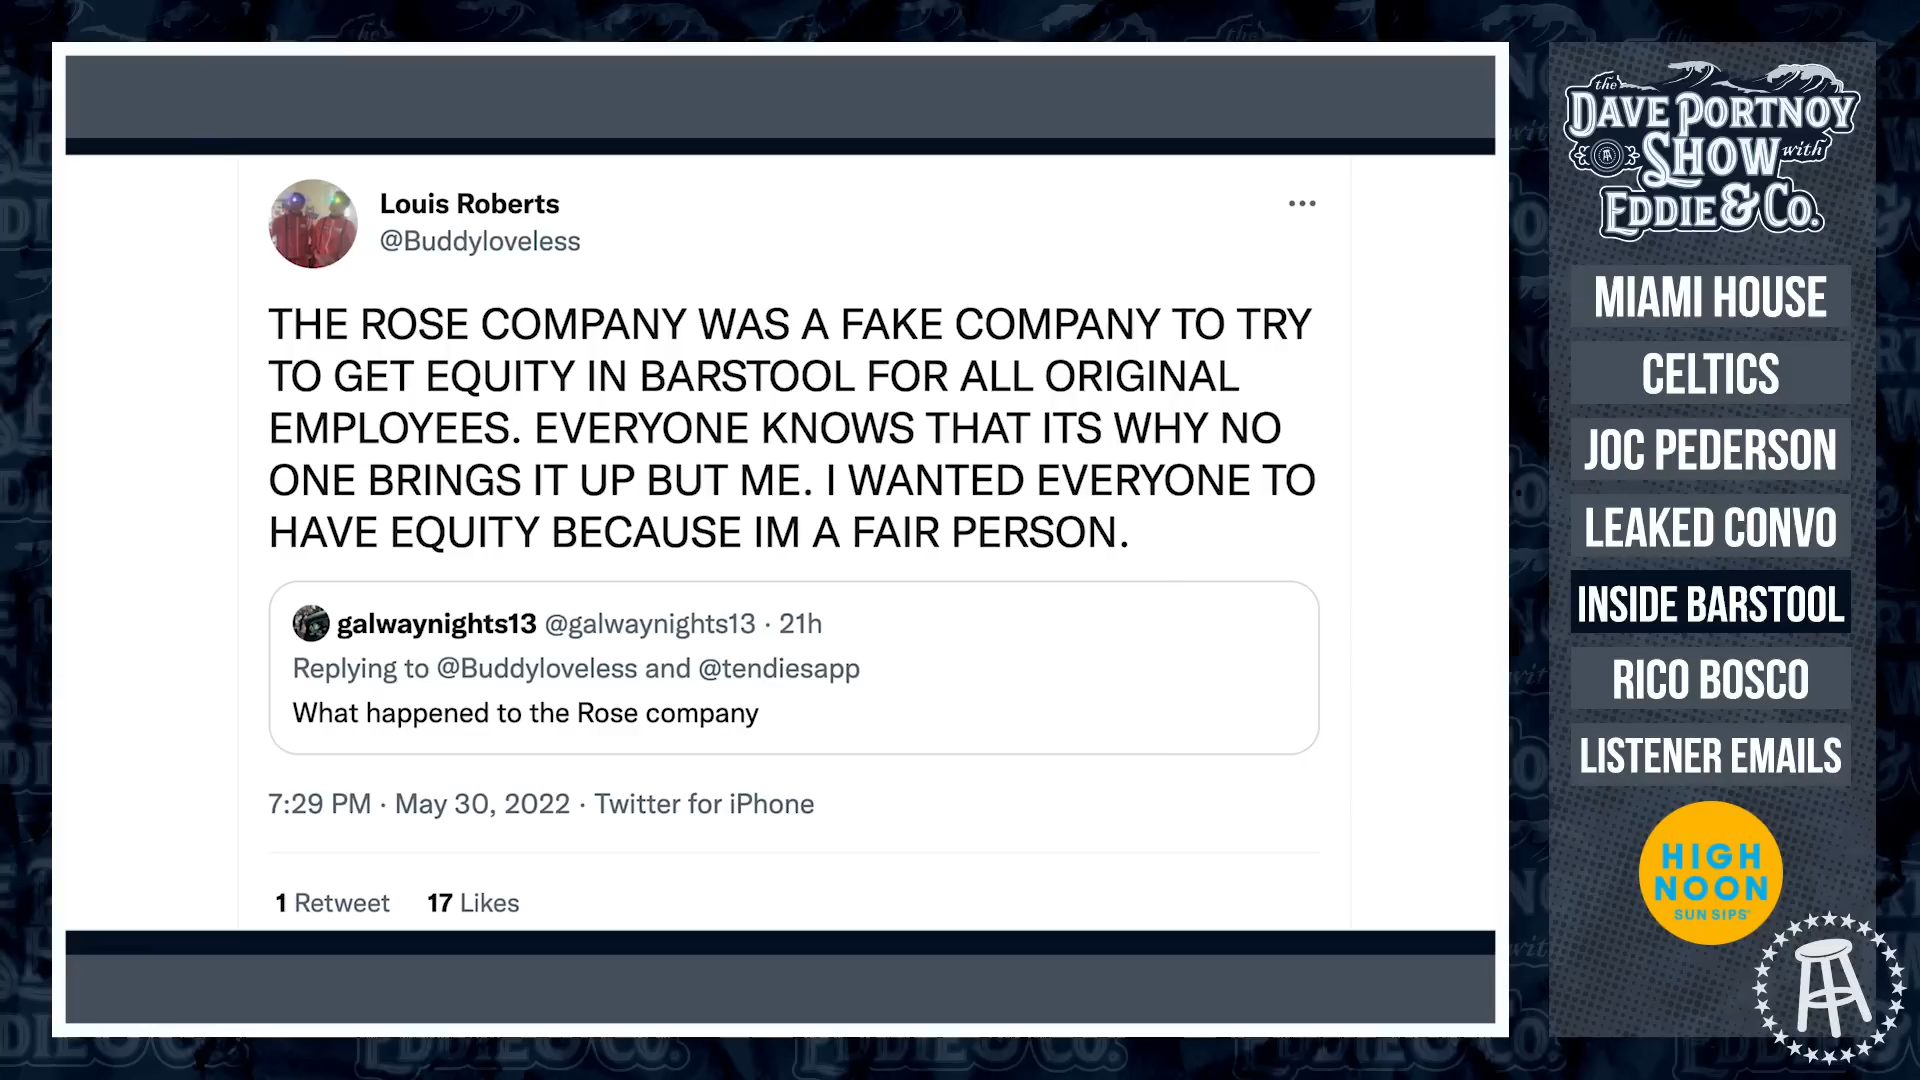 Louis Roberts
@Buddyloveless
THE ROSE COMPANY WAS A FAKE COMPANY TO TRY
TO GET EQUITY IN BARSTOOL FOR ALL ORIGINAL
EMPLOYEES. EVERYONE KNOWS THAT ITS WHY NO
ONE BRINGS IT UP BUT ME. I WANTED EVERYONE TO
HAVE EQUITY BECAUSE IM A FAIR PERSON.
galwaynights13 @galwaynights13 · 21h
Replying to @Buddyloveless and @tendiesapp
What happened to the Rose company
7:29 PM · May 30, 2022 · Twitter for iPhone
1 Retweet 17 Likes
the
DAVE PORTNOY
SHOW with
EDDIE & CO.
MIAMI HOUSE
CELTICS
JOC PEDERSON
LEAKED CONVO
INSIDE BARSTOOL
RICO BOSCO
LISTENER EMAILS
HIGH
NOON
SUN SIPS